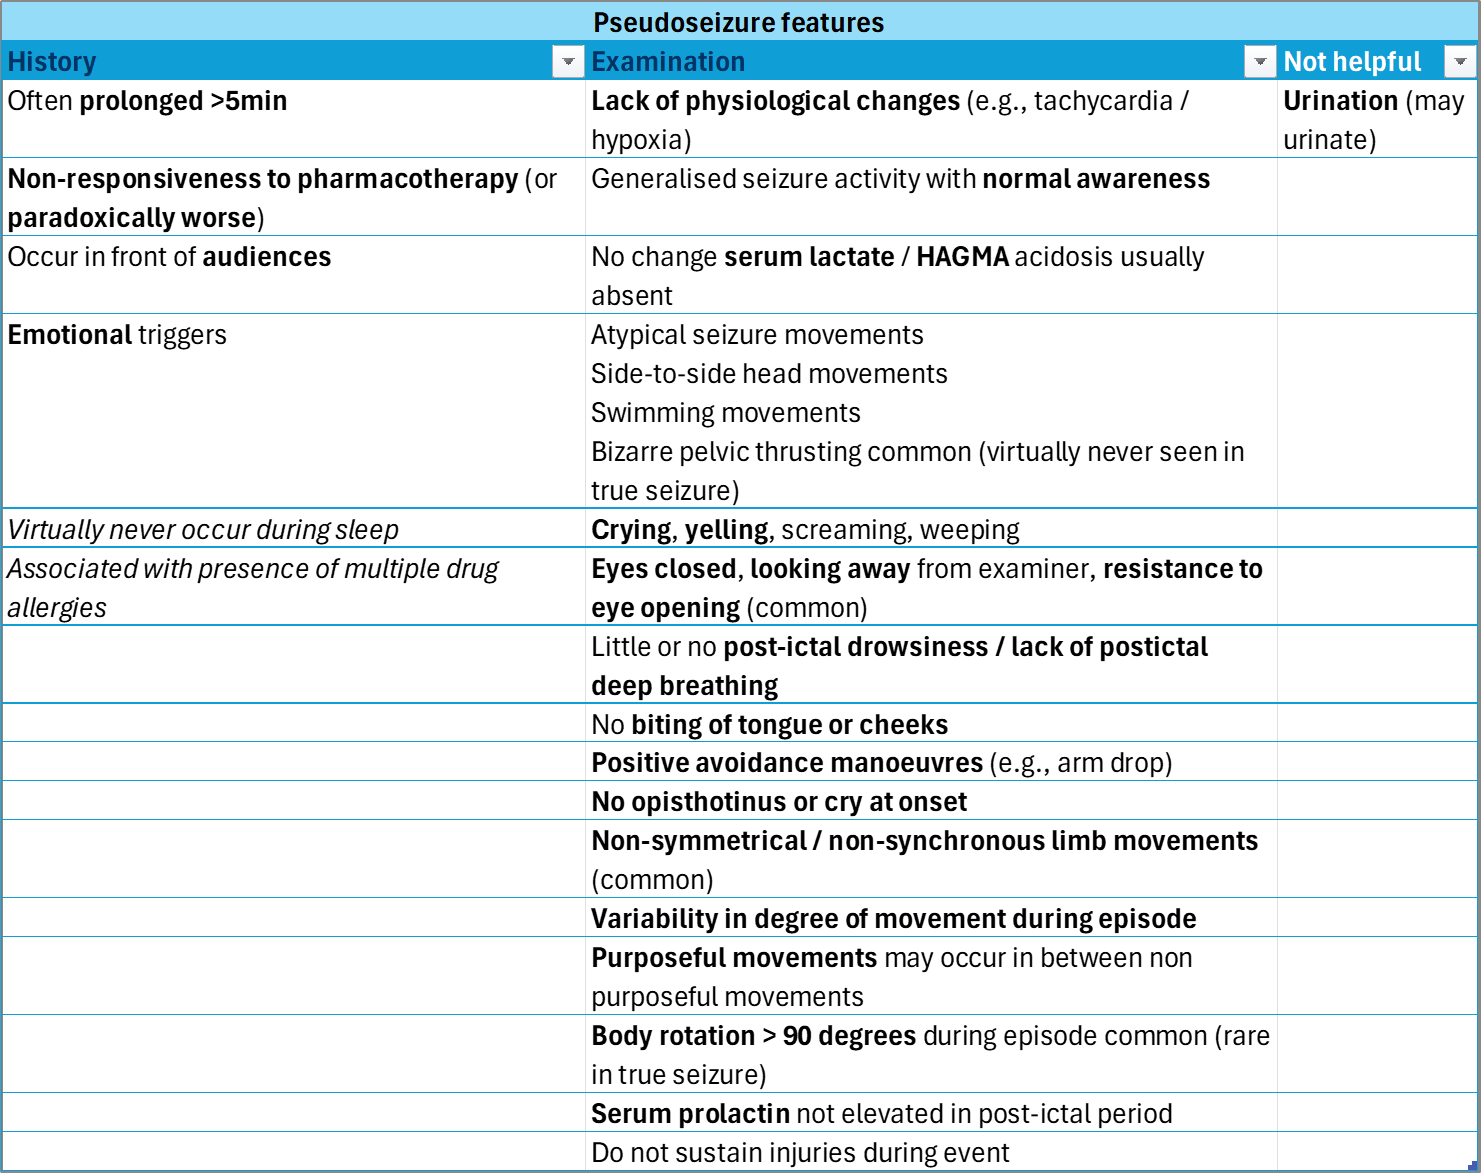 Pseudoseizure features
History Examination Not helpful
Often prolonged >5min
Lack of physiological changes (e.g., tachycardia /
hypoxia)
Urination (may
urinate)
Non-responsiveness to pharmacotherapy (or
paradoxically worse)
Generalised seizure activity with normal awareness
Occur in front of audiences
No change serum lactate / HAGMA acidosis usually
absent
Emotional triggers
Atypical seizure movements
Side-to-side head movements
Swimming movements
Bizarre pelvic thrusting common (virtually never seen in
true seizure)
Virtually never occur during sleep
Crying, yelling, screaming, weeping
Associated with presence of multiple drug
allergies
Eyes closed, looking away from examiner, resistance to
eye opening (common)
Little or no post-ictal drowsiness / lack of postictal
deep breathing
No biting of tongue or cheeks
Positive avoidance manoeuvres (e.g., arm drop)
No opisthotinus or cry at onset
Non-symmetrical / non-synchronous limb movements
(common)
Variability in degree of movement during episode
Purposeful movements may occur in between non
purposeful movements
Body rotation > 90 degrees during episode common (rare
in true seizure)
Serum prolactin not elevated in post-ictal period
Do not sustain injuries during event